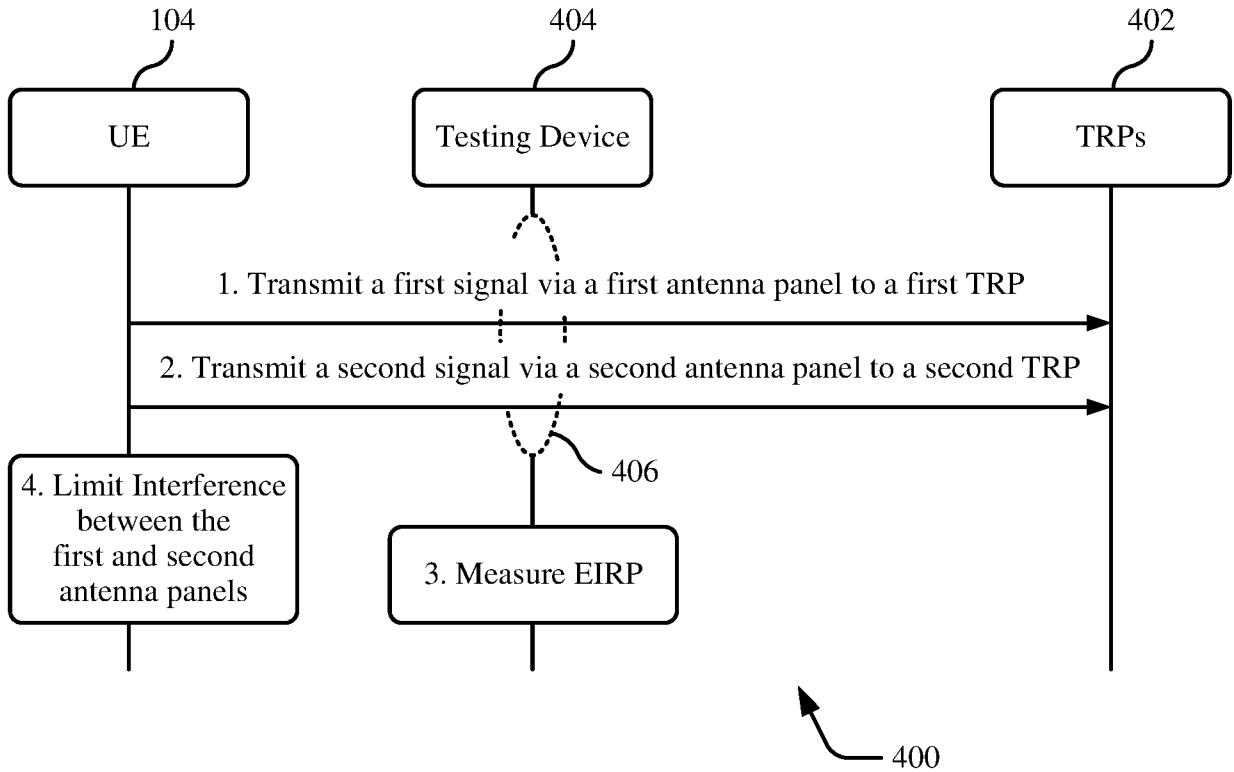 104
404
402
UE
Testing Device
TRPs
1. Transmit a first signal via a first antenna panel to a first TRP
2. Transmit a second signal via a second antenna panel to a second TRP
406
4. Limit Interference
between the
first and second
antenna panels
3. Measure EIRP
400